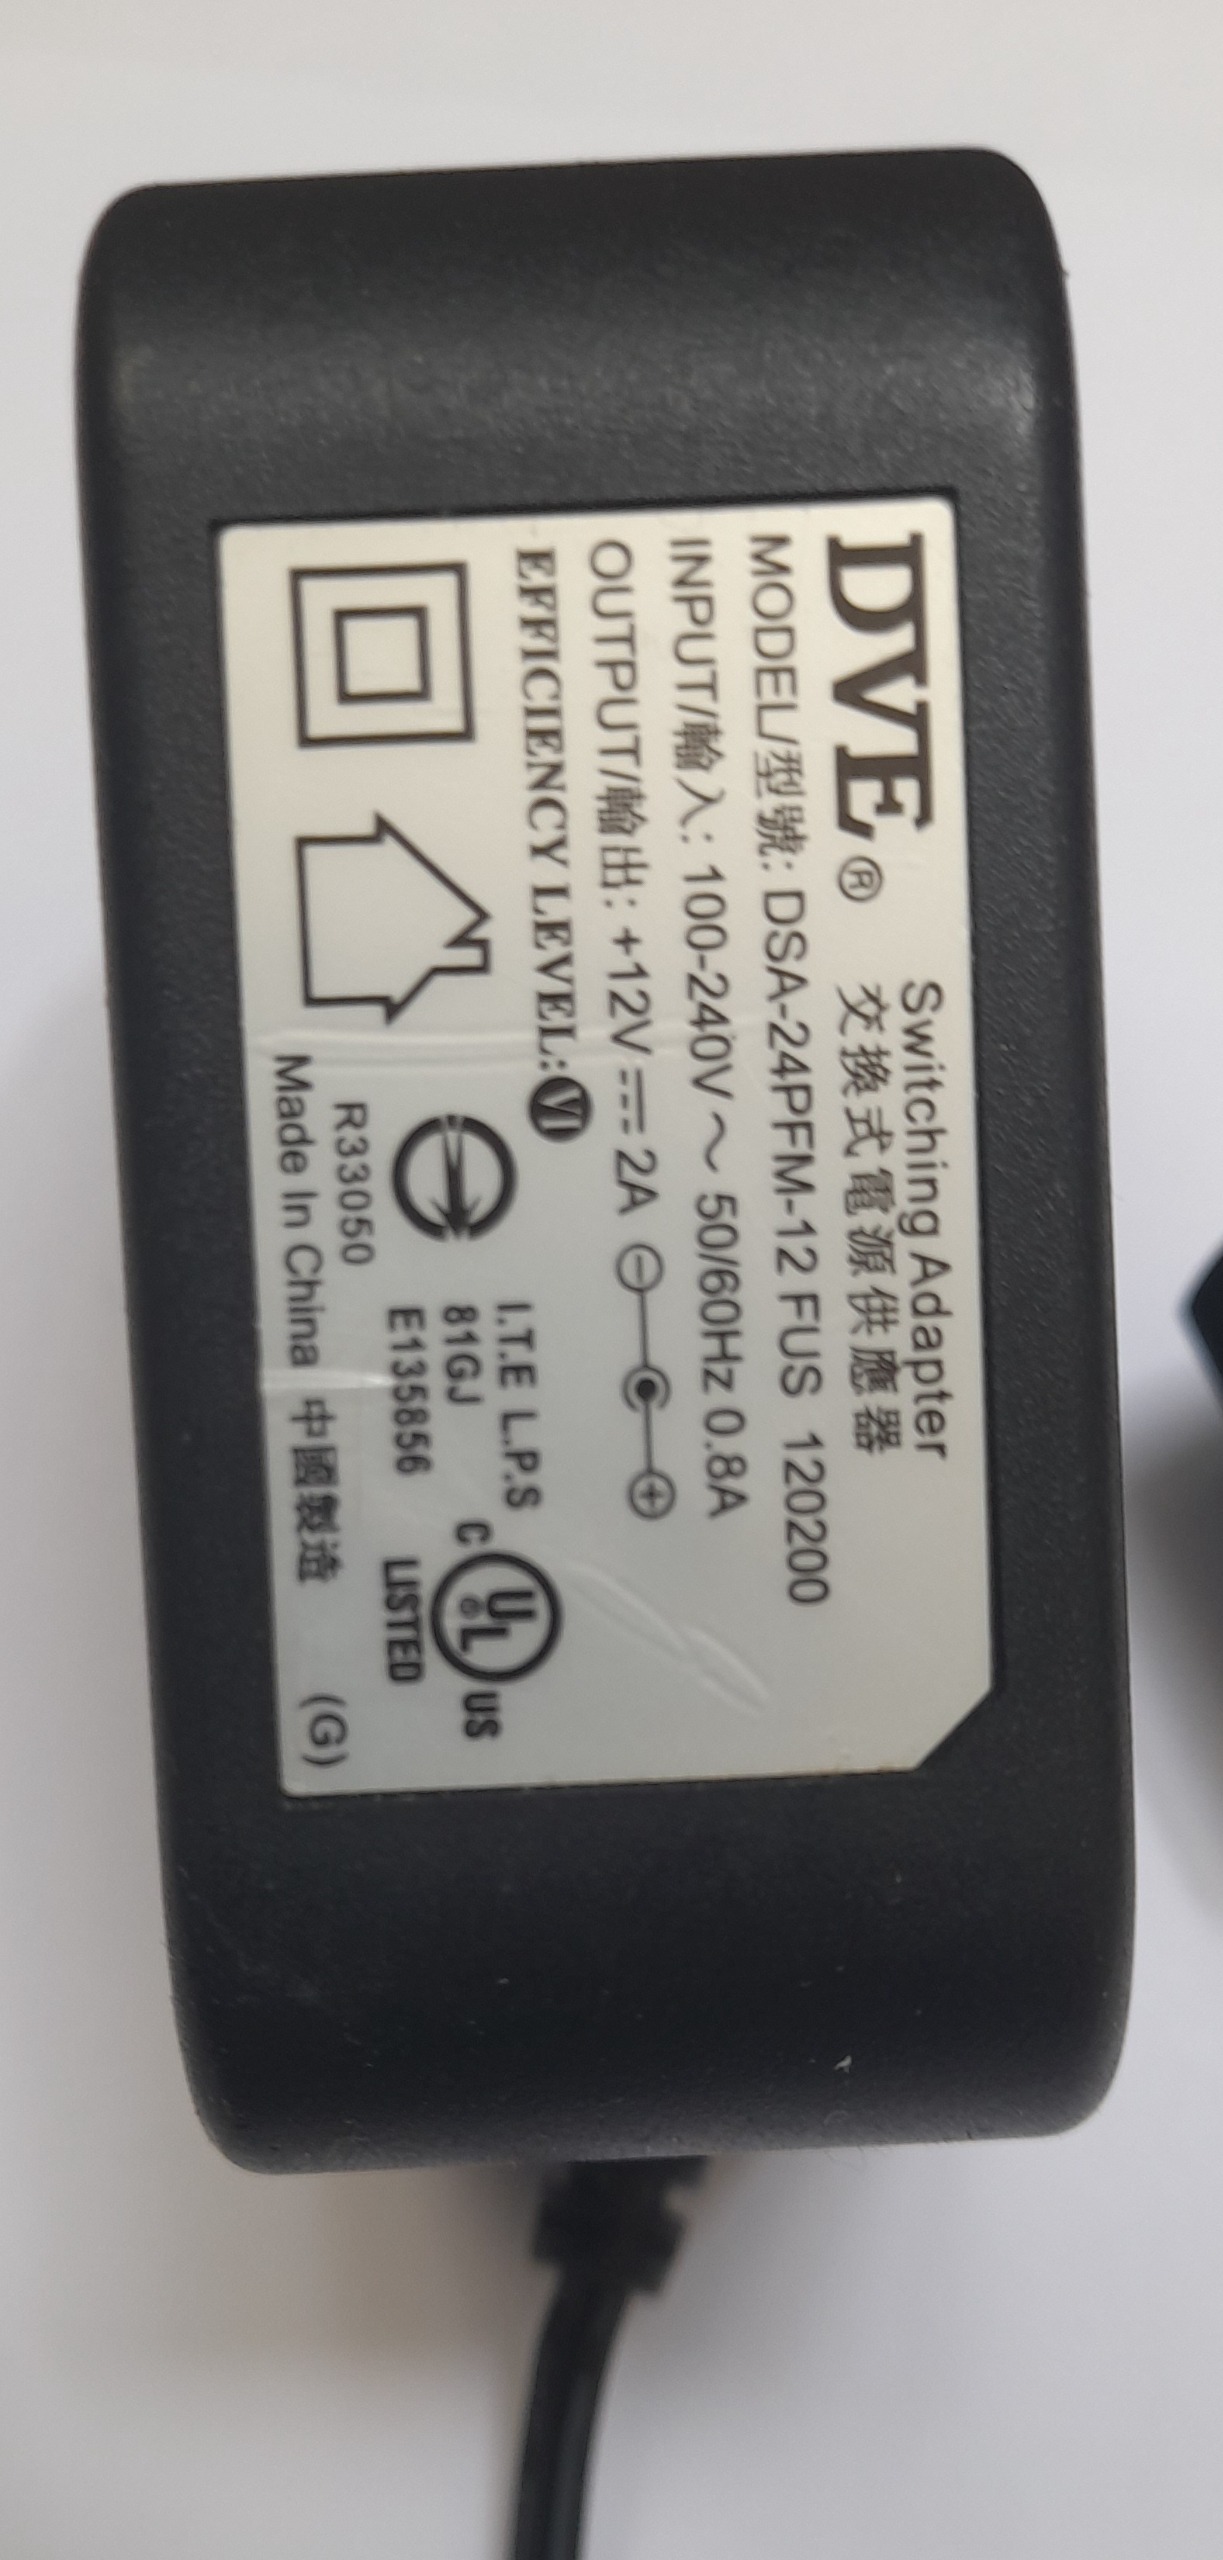 DVE® Switching Adapter
交換式電源供應器
MODEL/型號: DSA-24PFM-12 FUS 120200
INPUT/輸入: 100-240V～ 50/60Hz 0.8A
OUTPUT/輸出: +12V⎓2A
EFFICIENCY LEVEL:VI
I.T.E L.P.S
81GJ
E135856
C UL US
LISTED
R33050
Made In China 中國製造 (G)